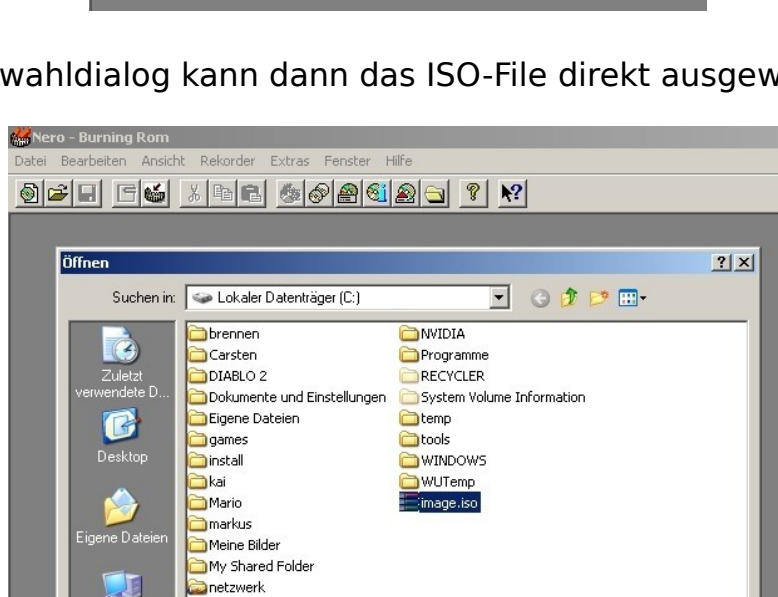 wahldialog kann dann das ISO-File direkt ausgew
Nero - Burning Rom
Datei Bearbeiten Ansicht Rekorder Extras Fenster Hilfe
Öffnen
Suchen in: Lokaler Datenträger (C:)
Zuletzt
verwendete D...
Desktop
Eigene Dateien
brennen
Carsten
DIABLO 2
Dokumente und Einstellungen
Eigene Dateien
games
install
kai
Mario
markus
Meine Bilder
My Shared Folder
netzwerk
NVIDIA
Programme
RECYCLER
System Volume Information
temp
tools
WINDOWS
WUTemp
image.iso